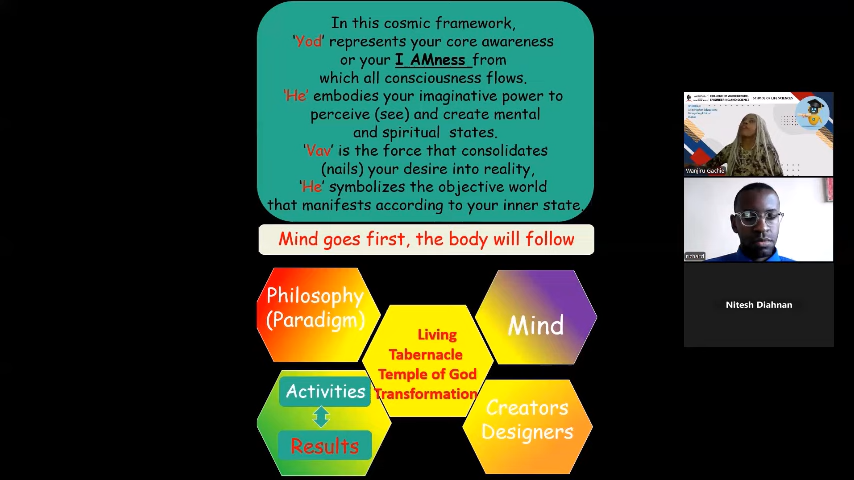 In this cosmic framework,
'Yod' represents your core awareness
or your I AMness from
which all consciousness flows.
'He' embodies your imaginative power to
perceive (see) and create mental
and spiritual states.
'Vav' is the force that consolidates
(nails) your desire into reality,
'He' symbolizes the objective world
that manifests according to your inner state.
Mind goes first, the body will follow
Philosophy
(Paradigm)
Mind
Living
Tabernacle
Temple of God
Transformation
Activities
Results
Creators
Designers
Wanjiru Gachie
richard
Nitesh Diahnan